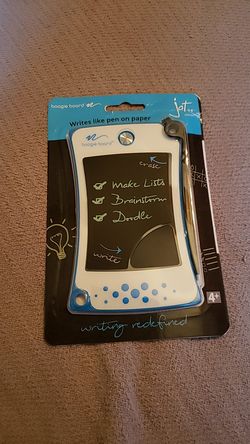 boogie board
jot
Writes like pen on paper
boogie board
erase
Make Lists
Brainstorm
Doodle
write
writing redefined
4+